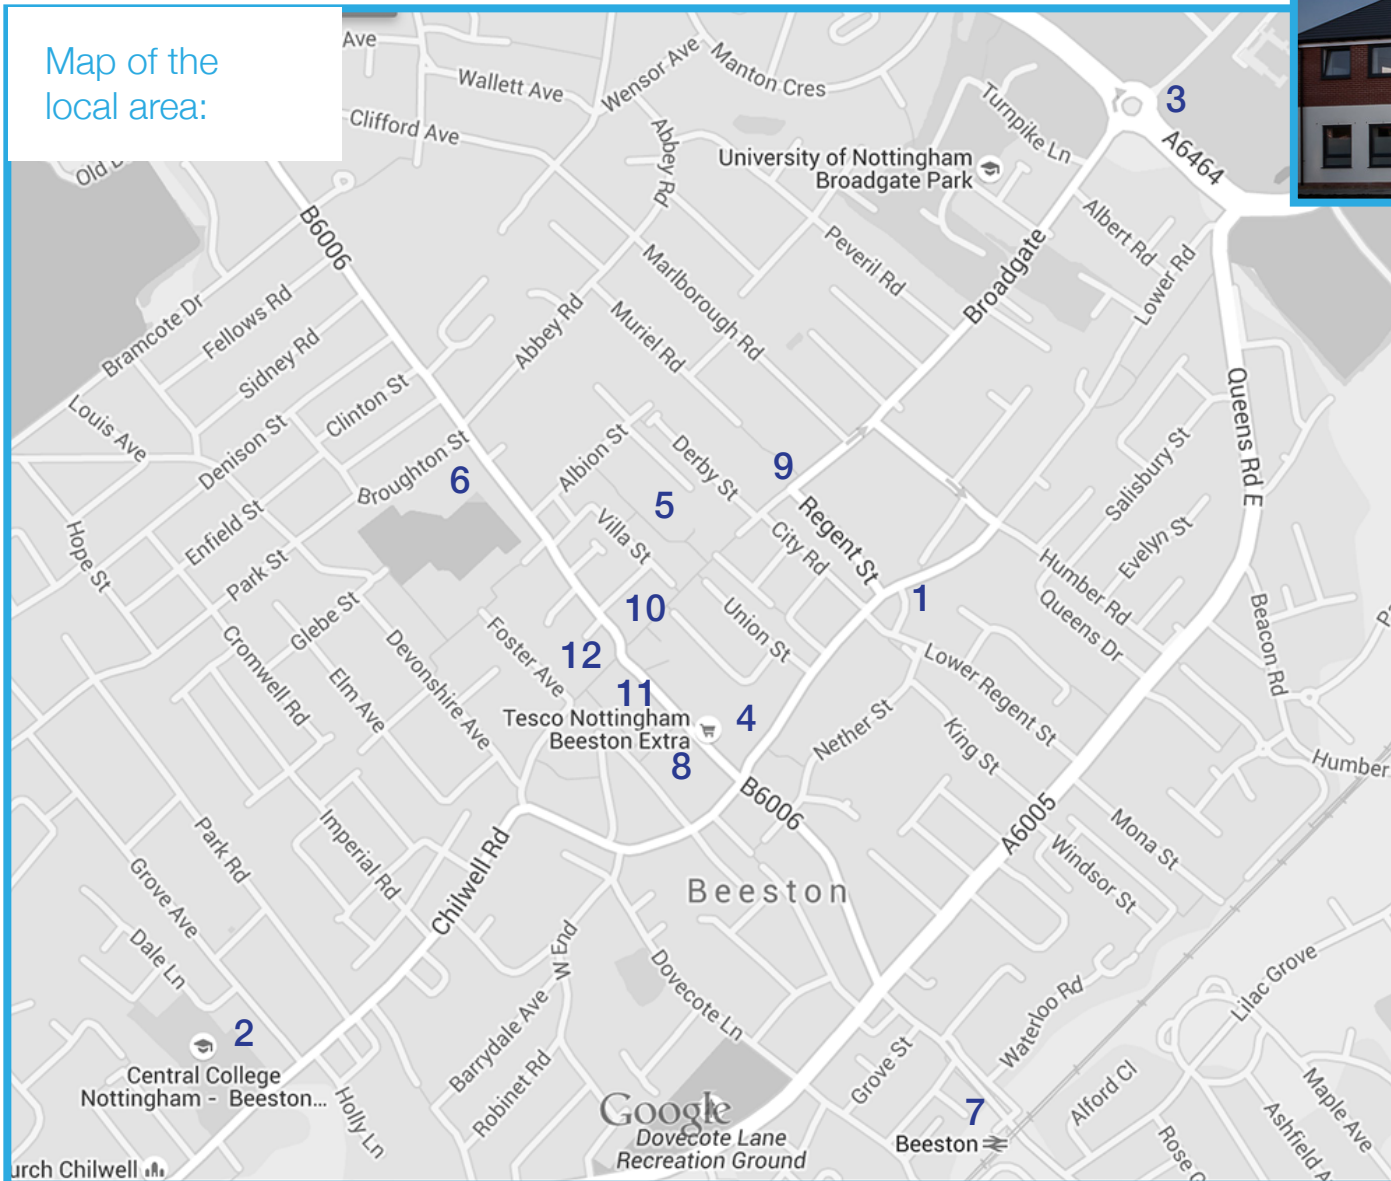 Map of the
local area:
Ave
Wallett Ave
Wensor Ave
Manton Cres
Clifford Ave
Abbey Rd
Turnpike Ln
3
A6464
University of Nottingham
Broadgate Park
Old
B6006
Albert Rd
Lower Rd
Peveril Rd
Broadgate
Marlborough Rd
Bramcote Dr
Fellows Rd
Sidney Rd
Abbey Rd
Muriel Rd
Louis Ave
Denison St
Clinton St
Broughton St
6
Albion St
Derby St
9
Queens Rd E
Salisbury St
5
Regent St
Villa St
City Rd
Evelyn St
Enfield St
Hope St
Park St
Glebe St
Humber Rd
Queens Dr
1
10
Union St
Beacon Rd
Cromwell Rd
Elm Ave
Devonshire Ave
Foster Ave
12
11
Tesco Nottingham
Beeston Extra
4
8
Nether St
Lower Regent St
King St
Humber
B6006
A6005
Mona St
Windsor St
Park Rd
Imperial Rd
Chilwell Rd
Grove Ave
Beeston
Dale Ln
W End
Dovecote Ln
Waterloo Rd
Lilac Grove
2
Central College
Nottingham - Beeston...
Barrydale Ave
Robinet Rd
Holly Ln
Grove St
Alford Cl
Maple Ave
Ashfield A
Rose
7
Beeston
Google
Dovecote Lane
Recreation Ground
urch Chilwell